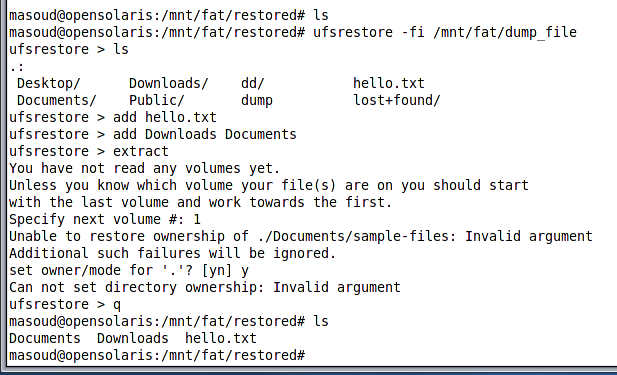 masoud@opensolaris:/mnt/fat/restored# ls
masoud@opensolaris:/mnt/fat/restored# ufsrestore -fi /mnt/fat/dump_file
ufsrestore > ls
.:
 Desktop/      Downloads/    dd/           hello.txt
 Documents/    Public/       dump          lost+found/
ufsrestore > add hello.txt
ufsrestore > add Downloads Documents
ufsrestore > extract
You have not read any volumes yet.
Unless you know which volume your file(s) are on you should start
with the last volume and work towards the first.
Specify next volume #: 1
Unable to restore ownership of ./Documents/sample-files: Invalid argument
Additional such failures will be ignored.
set owner/mode for '.'? [yn] y
Can not set directory ownership: Invalid argument
ufsrestore > q
masoud@opensolaris:/mnt/fat/restored# ls
Documents  Downloads  hello.txt
masoud@opensolaris:/mnt/fat/restored#